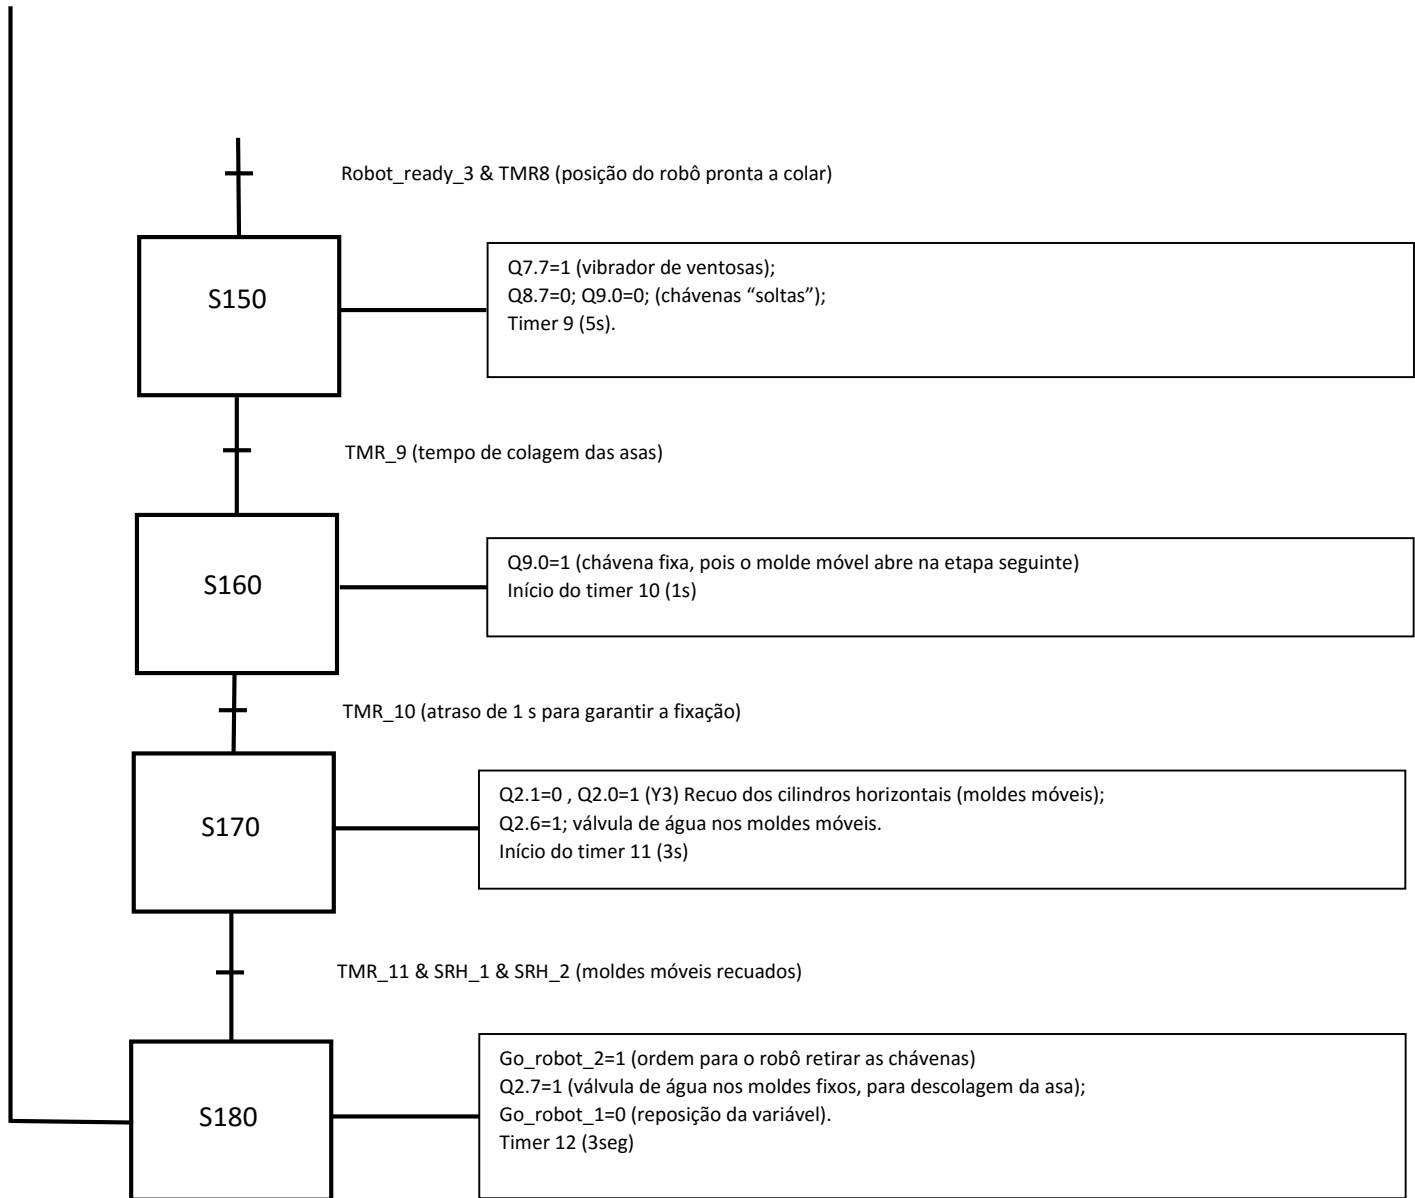 Robot_ready_3 & TMR8 (posição do robô pronta a colar)
S150
Q7.7=1 (vibrador de ventosas);
Q8.7=0; Q9.0=0; (chávenas “soltas”);
Timer 9 (5s).
TMR_9 (tempo de colagem das asas)
S160
Q9.0=1 (chávena fixa, pois o molde móvel abre na etapa seguinte)
Início do timer 10 (1s)
TMR_10 (atraso de 1 s para garantir a fixação)
S170
Q2.1=0 , Q2.0=1 (Y3) Recuo dos cilindros horizontais (moldes móveis);
Q2.6=1; válvula de água nos moldes móveis.
Início do timer 11 (3s)
TMR_11 & SRH_1 & SRH_2 (moldes móveis recuados)
S180
Go_robot_2=1 (ordem para o robô retirar as chávenas)
Q2.7=1 (válvula de água nos moldes fixos, para descolagem da asa);
Go_robot_1=0 (reposição da variável).
Timer 12 (3seg)